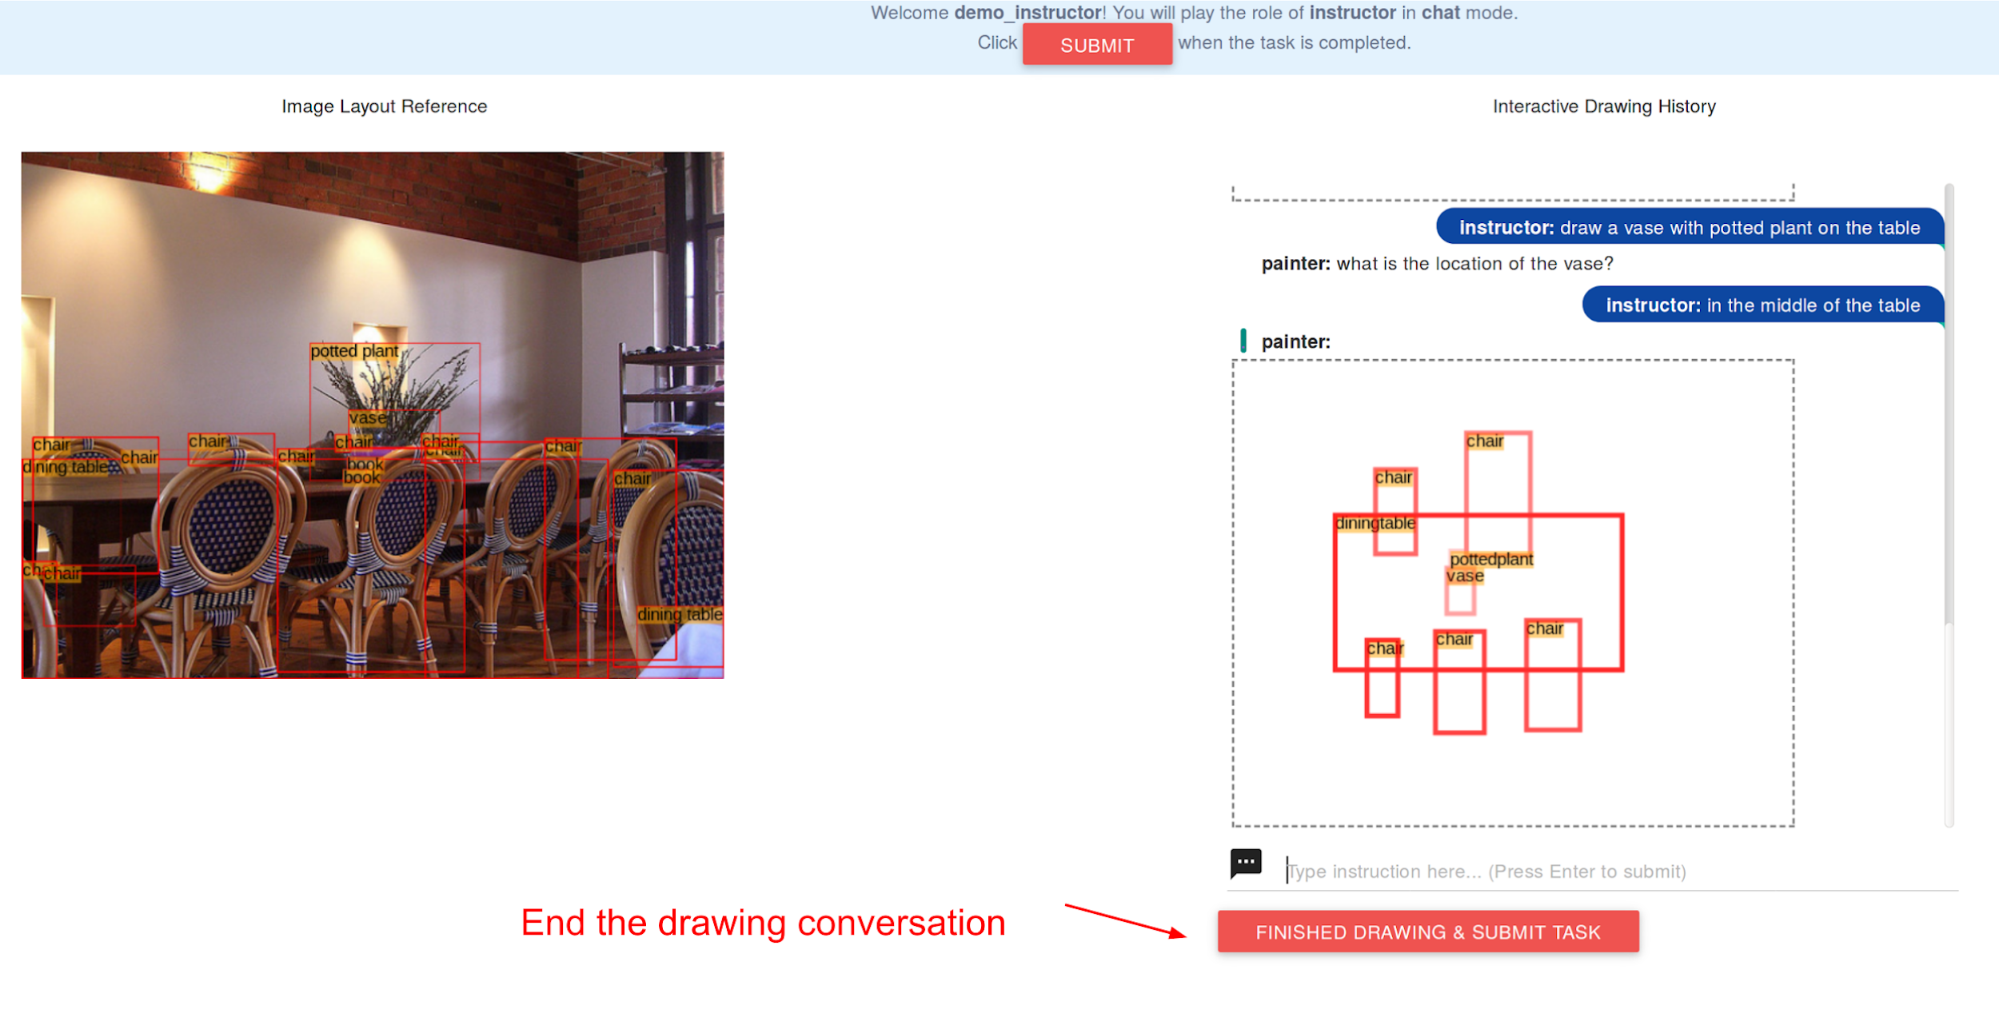 Welcome demo_instructor! You will play the role of instructor in chat mode.
Click SUBMIT when the task is completed.
Image Layout Reference
Interactive Drawing History
potted plant
vase
chair
chair
chair
chair
chair
chair
chair
chair
dining table
book
book
chair
chair
chair
dining table
instructor: draw a vase with potted plant on the table
painter: what is the location of the vase?
instructor: in the middle of the table
painter:
chair
chair
diningtable
pottedplant
vase
chair
chair
chair
Type instruction here... (Press Enter to submit)
End the drawing conversation
FINISHED DRAWING & SUBMIT TASK